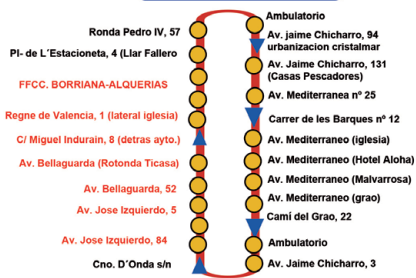 Ronda Pedro IV, 57
Pl- de L´Estacioneta, 4 (Llar Fallero
FFCC. BORRIANA-ALQUERIAS
Regne de Valencia, 1 (lateral iglesia)
C/ Miguel Indurain, 8 (detras ayto.)
Av. Bellaguarda (Rotonda Ticasa)
Av. Bellaguarda, 52
Av. Jose Izquierdo, 5
Av. Jose Izquierdo, 84
Cno. D´Onda s/n
Ambulatorio
Av. jaime Chicharro, 94
urbanizacion cristalmar
Av. Jaime Chicharro, 131
(Casas Pescadores)
Av. Mediterranea nº 25
Carrer de les Barques nº 12
Av. Mediterraneo (iglesia)
Av. Mediterraneo (Hotel Aloha)
Av. Mediterraneo (Malvarrosa)
Av. Mediterraneo (grao)
Camí del Grao, 22
Ambulatorio
Av. Jaime Chicharro, 3